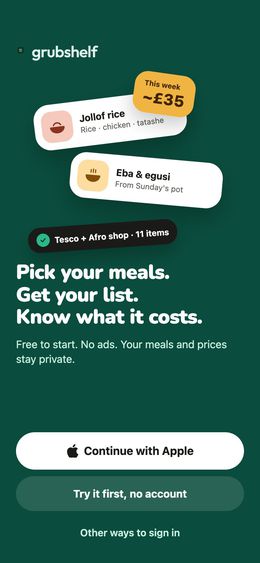 grubshelf
This week
~£35
Jollof rice
Rice · chicken · tatashe
Eba & egusi
From Sunday's pot
Tesco + Afro shop · 11 items
Pick your meals.
Get your list.
Know what it costs.
Free to start. No ads. Your meals and prices
stay private.
Continue with Apple
Try it first, no account
Other ways to sign in